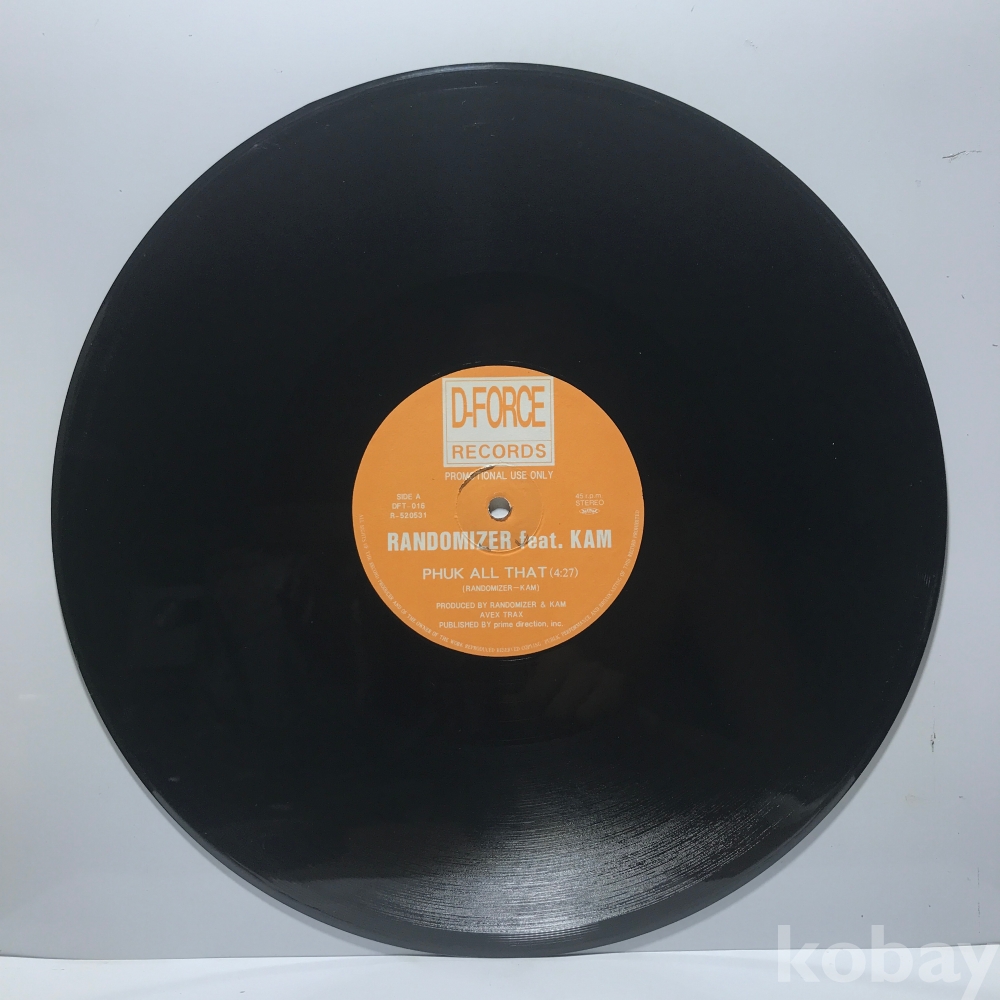 D-FORCE
RECORDS
PROMOTIONAL USE ONLY
SIDE A
DFT-016
R-520531
45 r.p.m.
STEREO
RANDOMIZER feat. KAM
PHUK ALL THAT (4:27)
(RANDOMIZER-KAM)
PRODUCED BY RANDOMIZER & KAM
AVEX TRAX
PUBLISHED BY prime direction, inc.
kobay